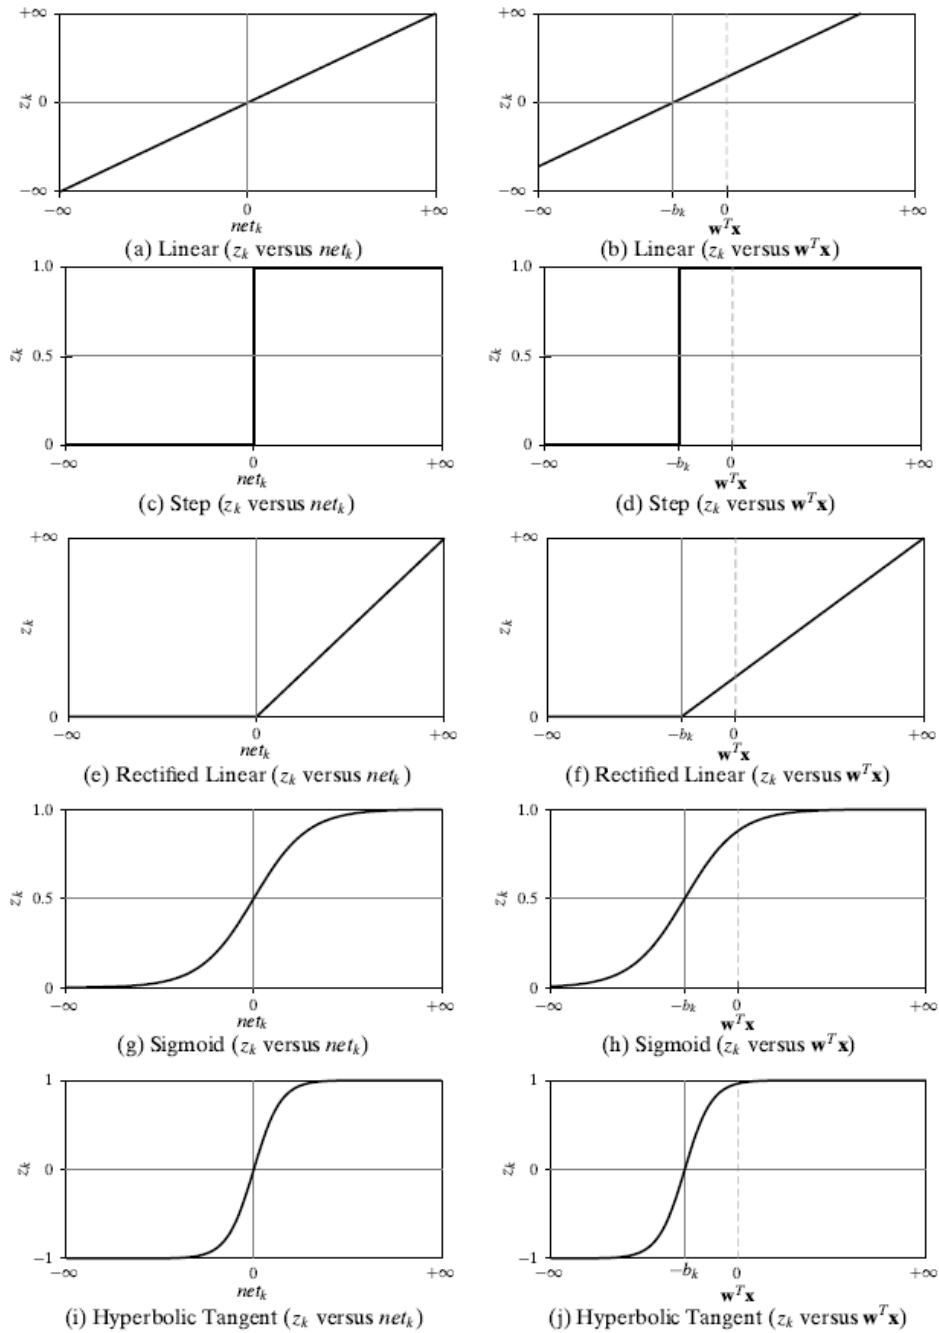 +∞ +∞
z_k 0 z_k 0
−∞ −∞
−∞ 0 +∞ −∞ −b_k 0 +∞
net_k w^T x
(a) Linear (z_k versus net_k) (b) Linear (z_k versus w^T x)
1.0 1.0
z_k 0.5 z_k 0.5
0 0
−∞ 0 +∞ −∞ −b_k 0 +∞
net_k w^T x
(c) Step (z_k versus net_k) (d) Step (z_k versus w^T x)
+∞ +∞
z_k z_k
0 0
−∞ 0 +∞ −∞ −b_k 0 +∞
net_k w^T x
(e) Rectified Linear (z_k versus net_k) (f) Rectified Linear (z_k versus w^T x)
1.0 1.0
z_k 0.5 z_k 0.5
0 0
−∞ 0 +∞ −∞ −b_k 0 +∞
net_k w^T x
(g) Sigmoid (z_k versus net_k) (h) Sigmoid (z_k versus w^T x)
1 1
z_k 0 z_k 0
−1 −1
−∞ 0 +∞ −∞ −b_k 0 +∞
net_k w^T x
(i) Hyperbolic Tangent (z_k versus net_k) (j) Hyperbolic Tangent (z_k versus w^T x)